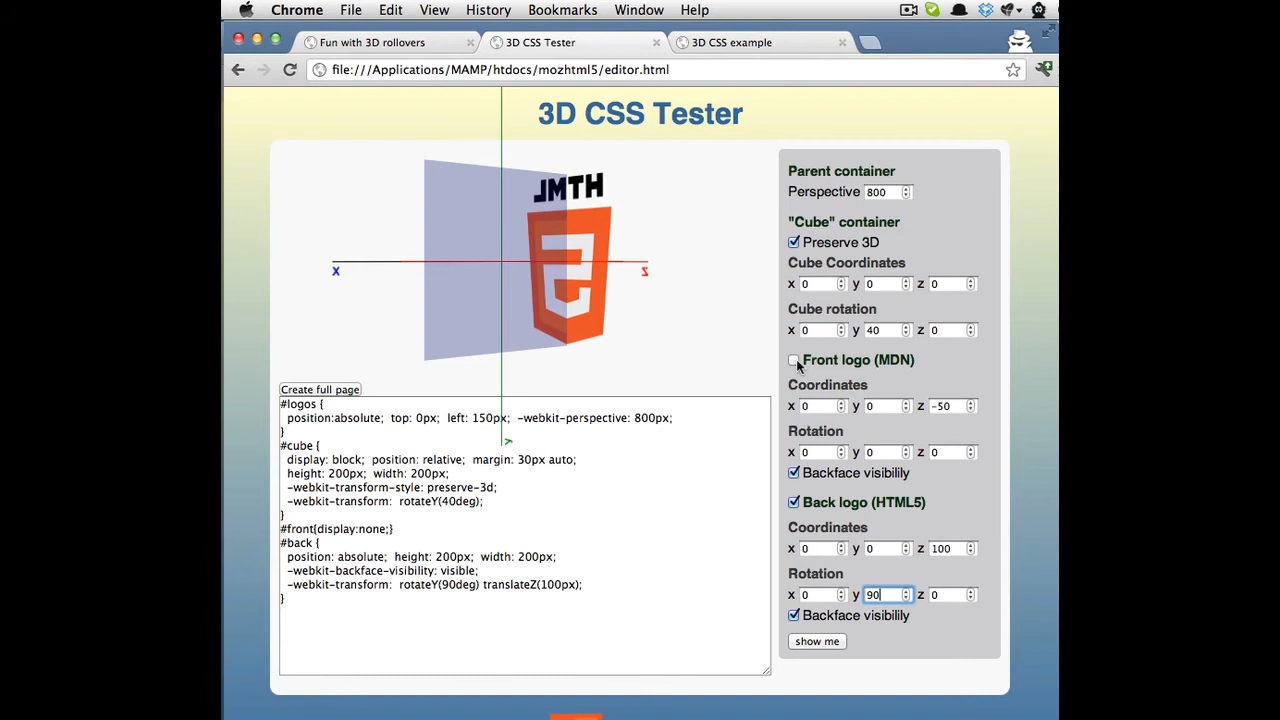 Chrome File Edit View History Bookmarks Window Help
Fun with 3D rollovers
3D CSS Tester
3D CSS example
file:///Applications/MAMP/htdocs/mozhtml5/editor.html
3D CSS Tester
HTML
X
Z
Y
Create full page
#logos {
position:absolute; top: 0px; left: 150px; -webkit-perspective: 800px;
}
#cube {
display: block; position: relative; margin: 30px auto;
height: 200px; width: 200px;
-webkit-transform-style: preserve-3d;
-webkit-transform: rotateY(40deg);
}
#front{display:none;}
#back {
position: absolute; height: 200px; width: 200px;
-webkit-backface-visibility: visible;
-webkit-transform: rotateY(90deg) translateZ(100px);
}
Parent container
Perspective 800
"Cube" container
Preserve 3D
Cube Coordinates
x 0 y 0 z 0
Cube rotation
x 0 y 40 z 0
Front logo (MDN)
Coordinates
x 0 y 0 z -50
Rotation
x 0 y 0 z 0
Backface visibility
Back logo (HTML5)
Coordinates
x 0 y 0 z 100
Rotation
x 0 y 90 z 0
Backface visibility
show me